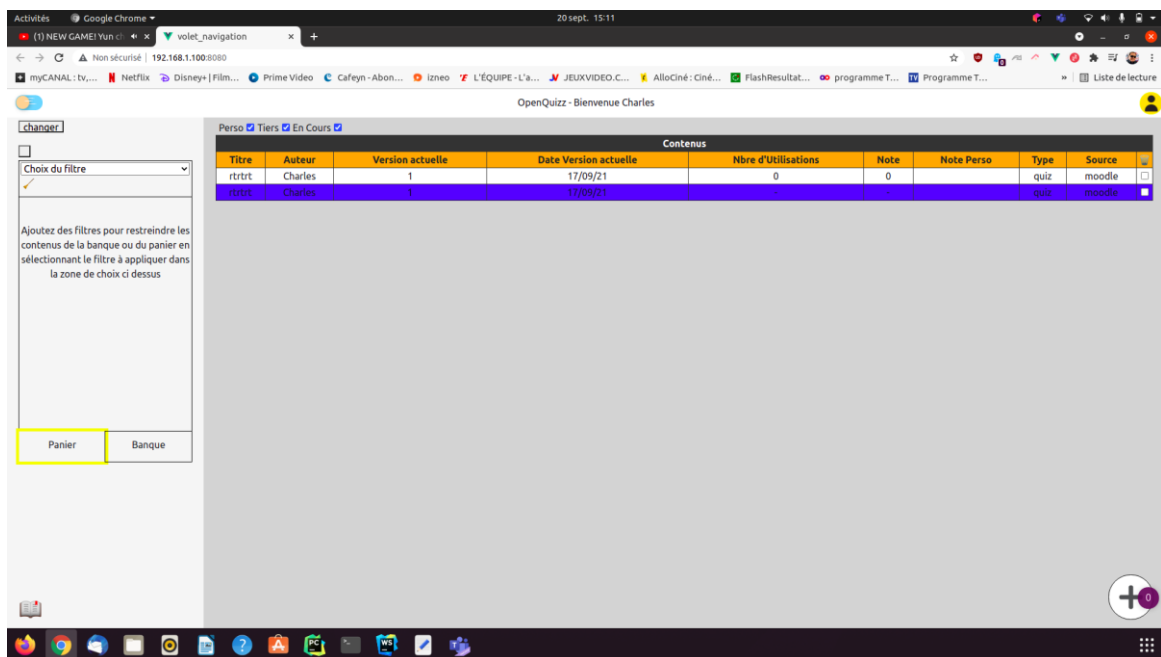 Activités Google Chrome 20 sept. 15:11
(1) NEW GAME! Yun ch volet_navigation
Non sécurisé | 192.168.1.100:8080
myCANAL : tv,... Netflix Disney+ | Film... Prime Video Cafeyn - Abon... izneo L'ÉQUIPE - L'a... JEUXVIDEO.C... AlloCiné : Ciné... FlashResultat... programme T... Programme T... » Liste de lecture
OpenQuizz - Bienvenue Charles
changer
Perso Tiers En Cours
Contenus
Titre Auteur Version actuelle Date Version actuelle Nbre d'Utilisations Note Note Perso Type Source
rtrtrt Charles 1 17/09/21 0 0 quiz moodle
rtrtrt Charles 1 17/09/21 - - quiz moodle
Choix du filtre
Ajoutez des filtres pour restreindre les
contenus de la banque ou du panier en
sélectionnant le filtre à appliquer dans
la zone de choix ci dessus
Panier Banque
0